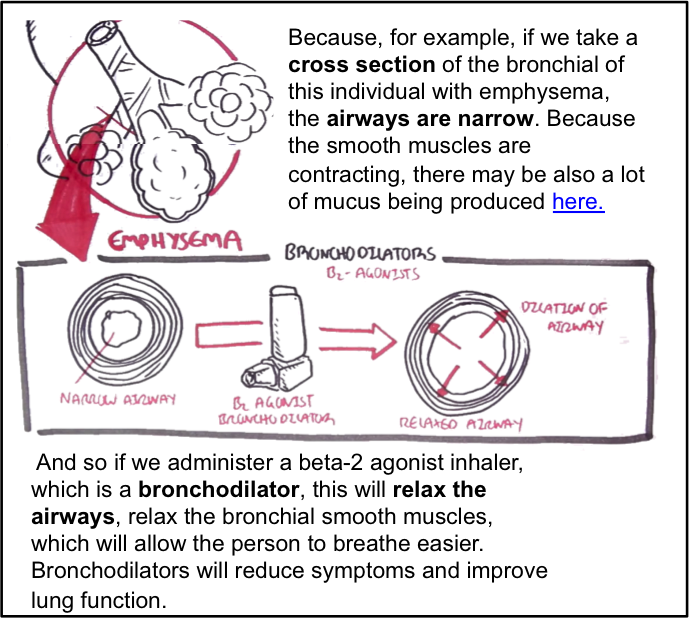 Because, for example, if we take a
cross section of the bronchial of
this individual with emphysema,
the airways are narrow. Because
the smooth muscles are
contracting, there may be also a lot
of mucus being produced here.
EMPHYSEMA
BRONCHODILATORS
B2-AGONISTS
DILATION OF
AIRWAY
NARROW AIRWAY
B2 AGONIST
BRONCHODILATOR
RELAXED AIRWAY
And so if we administer a beta-2 agonist inhaler,
which is a bronchodilator, this will relax the
airways, relax the bronchial smooth muscles,
which will allow the person to breathe easier.
Bronchodilators will reduce symptoms and improve
lung function.